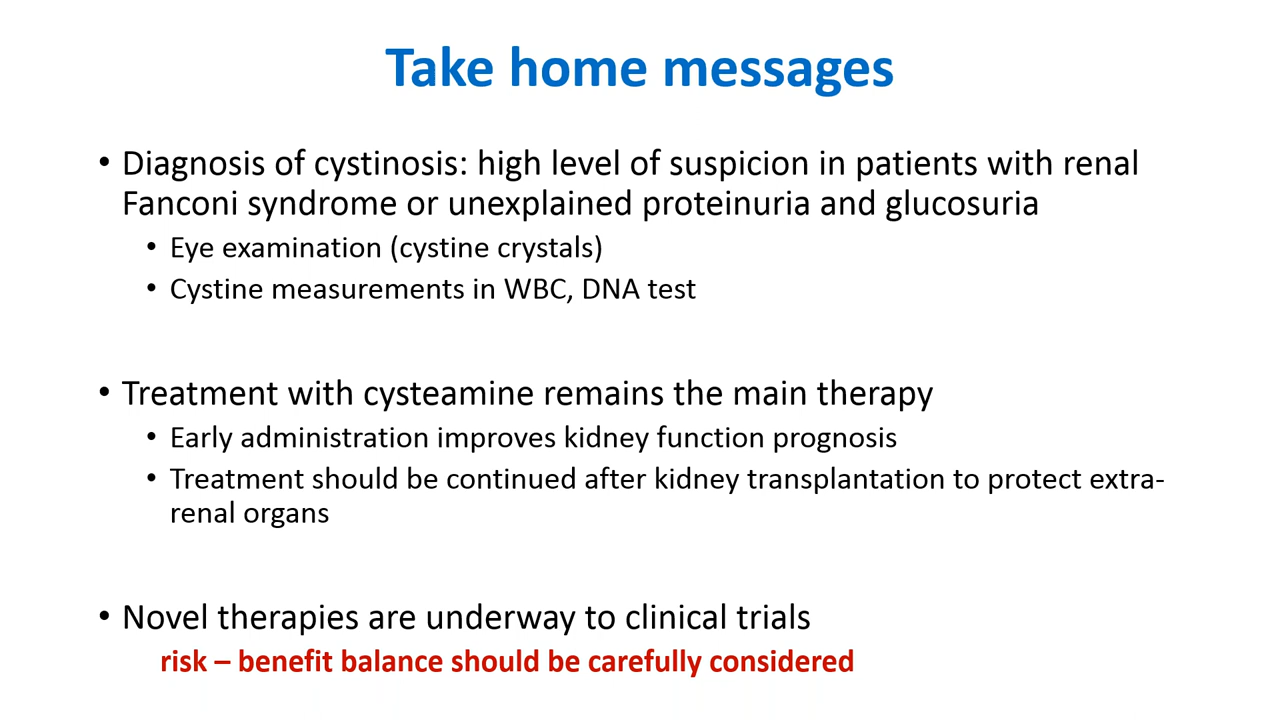 Take home messages
• Diagnosis of cystinosis: high level of suspicion in patients with renal
Fanconi syndrome or unexplained proteinuria and glucosuria
• Eye examination (cystine crystals)
• Cystine measurements in WBC, DNA test
• Treatment with cysteamine remains the main therapy
• Early administration improves kidney function prognosis
• Treatment should be continued after kidney transplantation to protect extra-
renal organs
• Novel therapies are underway to clinical trials
risk – benefit balance should be carefully considered